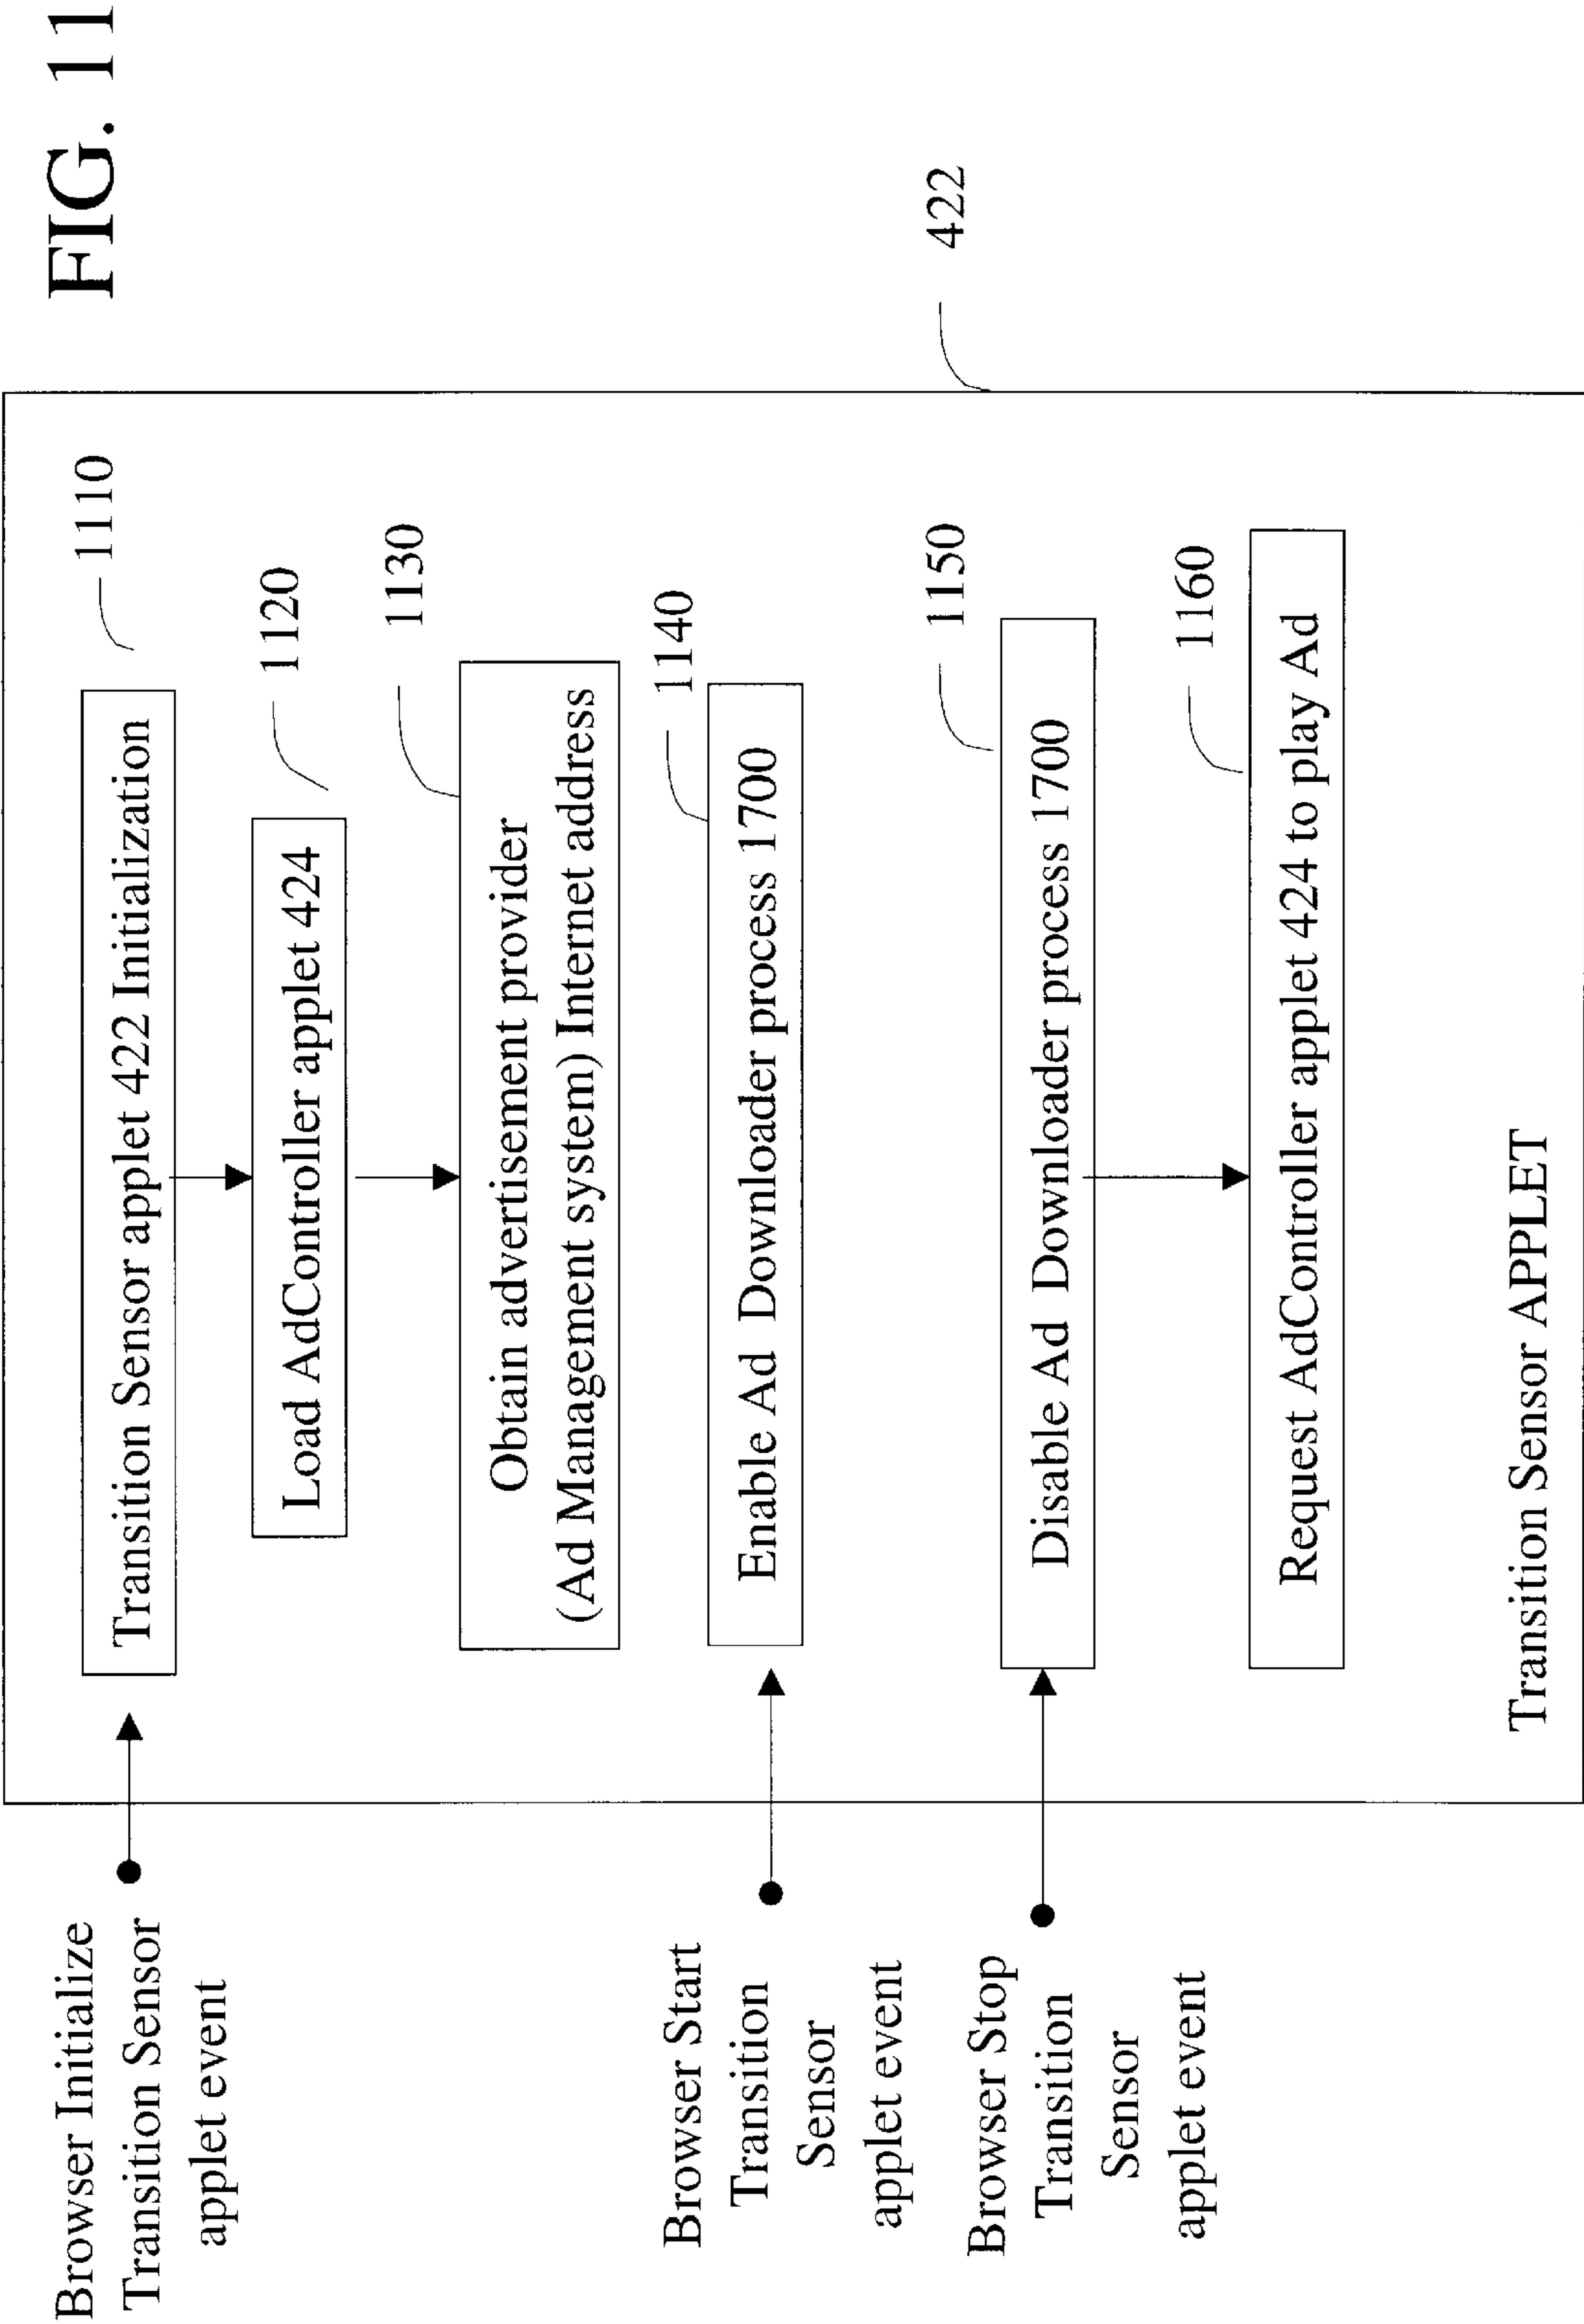 FIG. 11
Browser Initialize
Transition Sensor
applet event
Transition Sensor applet 422 Initialization
1110
Load AdController applet 424
1120
Obtain advertisement provider
(Ad Management system) Internet address
1130
Browser Start
Transition
Sensor
applet event
Enable Ad Downloader process 1700
1140
Browser Stop
Transition
Sensor
applet event
Disable Ad Downloader process 1700
1150
Request AdController applet 424 to play Ad
1160
Transition Sensor APPLET
422